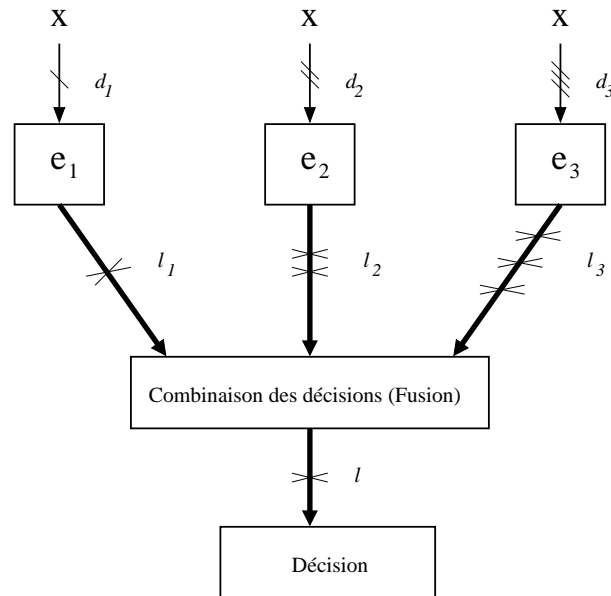 x x x
d1 d2 d3
e1 e2 e3
l1 l2 l3
Combinaison des décisions (Fusion)
l
Décision